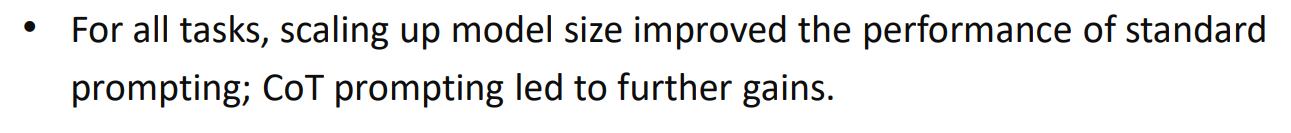 • For all tasks, scaling up model size improved the performance of standard
prompting; CoT prompting led to further gains.